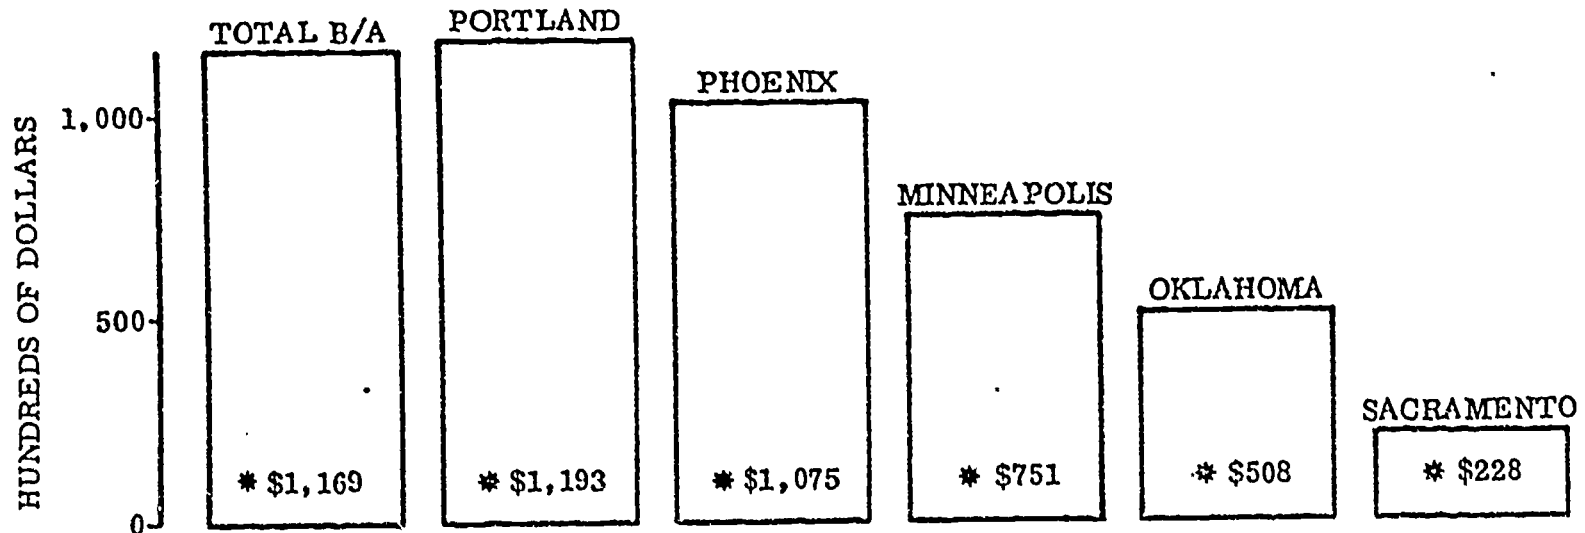 HUNDREDS OF DOLLARS
1,000
500
0
TOTAL B/A
PORTLAND
PHOENIX
MINNEAPOLIS
OKLAHOMA
SACRAMENTO
* $1,169
* $1,193
* $1,075
* $751
* $508
* $228